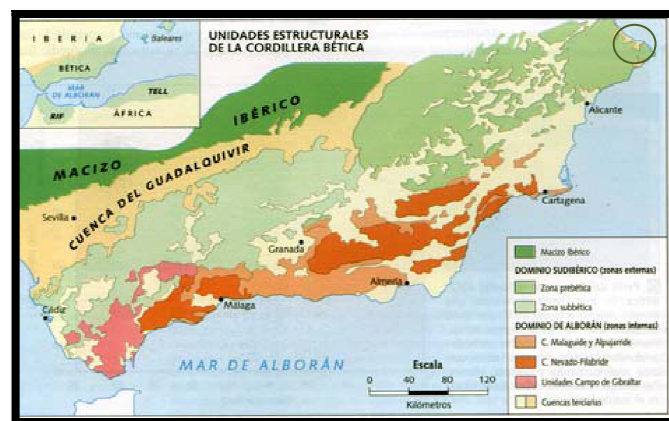 UNIDADES ESTRUCTURALES
DE LA CORDILLERA BÉTICA
IBERIA
Baleares
BÉTICA
MAR
DE ALBORÁN
TELL
RIF
ÁFRICA
MACIZO IBÉRICO
CUENCA DEL GUADALQUIVIR
Alicante
Sevilla
Cartagena
Granada
Almería
Málaga
Cádiz
MAR DE ALBORÁN
Escala
0 40 80 120
Kilómetros
Macizo Ibérico
DOMINIO SUDIBÉRICO (zonas externas)
Zona prebética
Zona subbética
DOMINIO DE ALBORÁN (zonas internas)
C. Malaguide y Alpujarride
C. Nevado-Filabride
Unidades Campo de Gibraltar
Cuencas terciarias